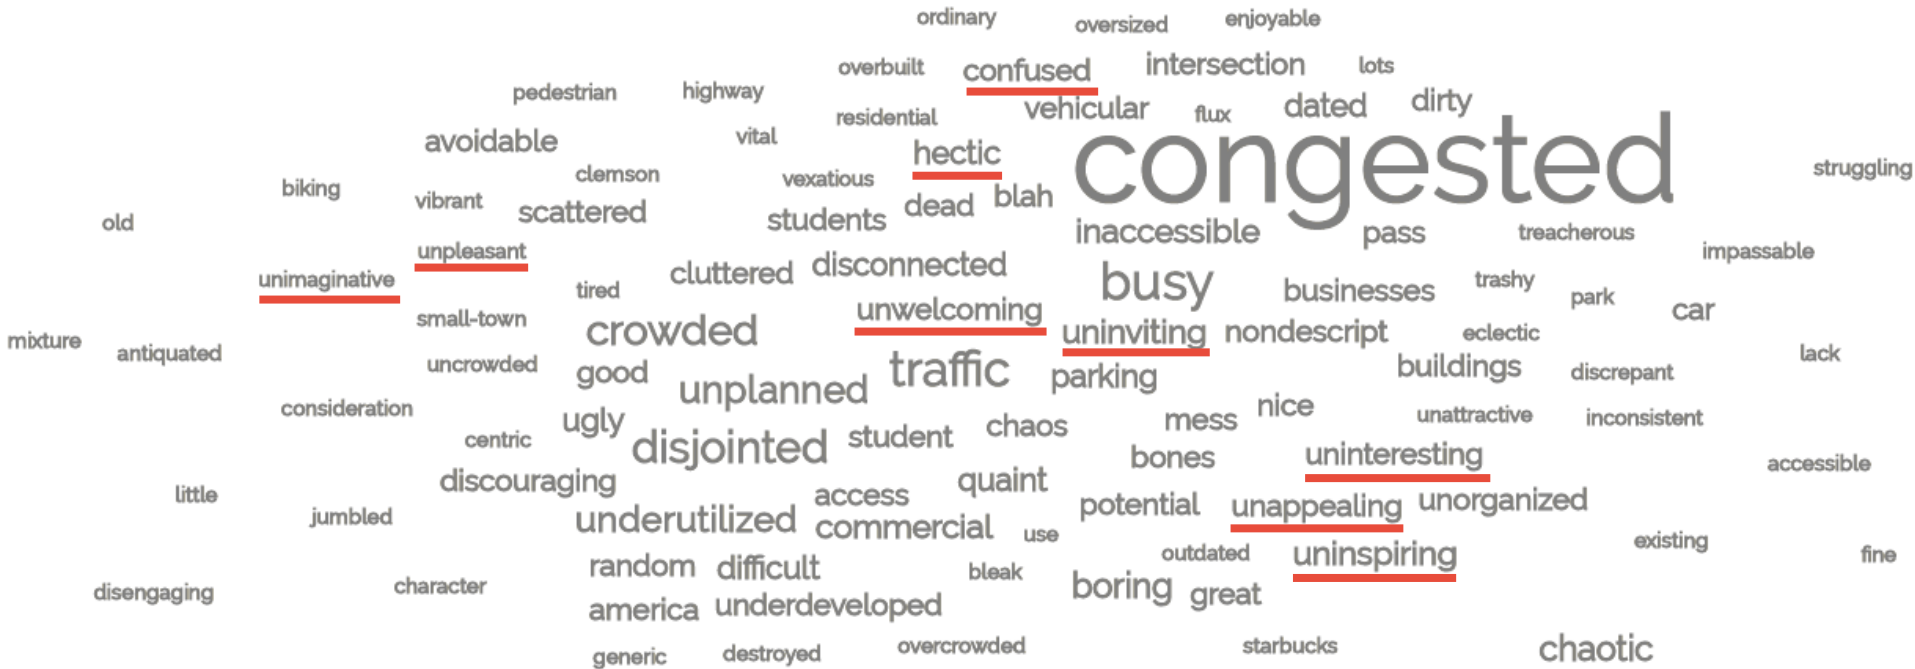 ordinary oversized enjoyable
overbuilt confused intersection lots
pedestrian highway vehicular flux dated dirty
residential
avoidable vital hectic congested
clemson vexatious struggling
biking vibrant scattered students dead blah
old inaccessible pass treacherous
unpleasant impassable
unimaginative tired cluttered disconnected busy businesses trashy park
small-town crowded unwelcoming uninviting nondescript eclectic car
mixture antiquated uncrowded good unplanned traffic parking buildings discrepant lack
consideration ugly chaos mess nice unattractive inconsistent
centric disjointed student bones uninteresting accessible
little discouraging access quaint potential unappealing unorganized
jumbled underutilized commercial use outdated uninspiring existing fine
disengaging character random difficult bleak boring great
america underdeveloped
generic destroyed overcrowded starbucks chaotic